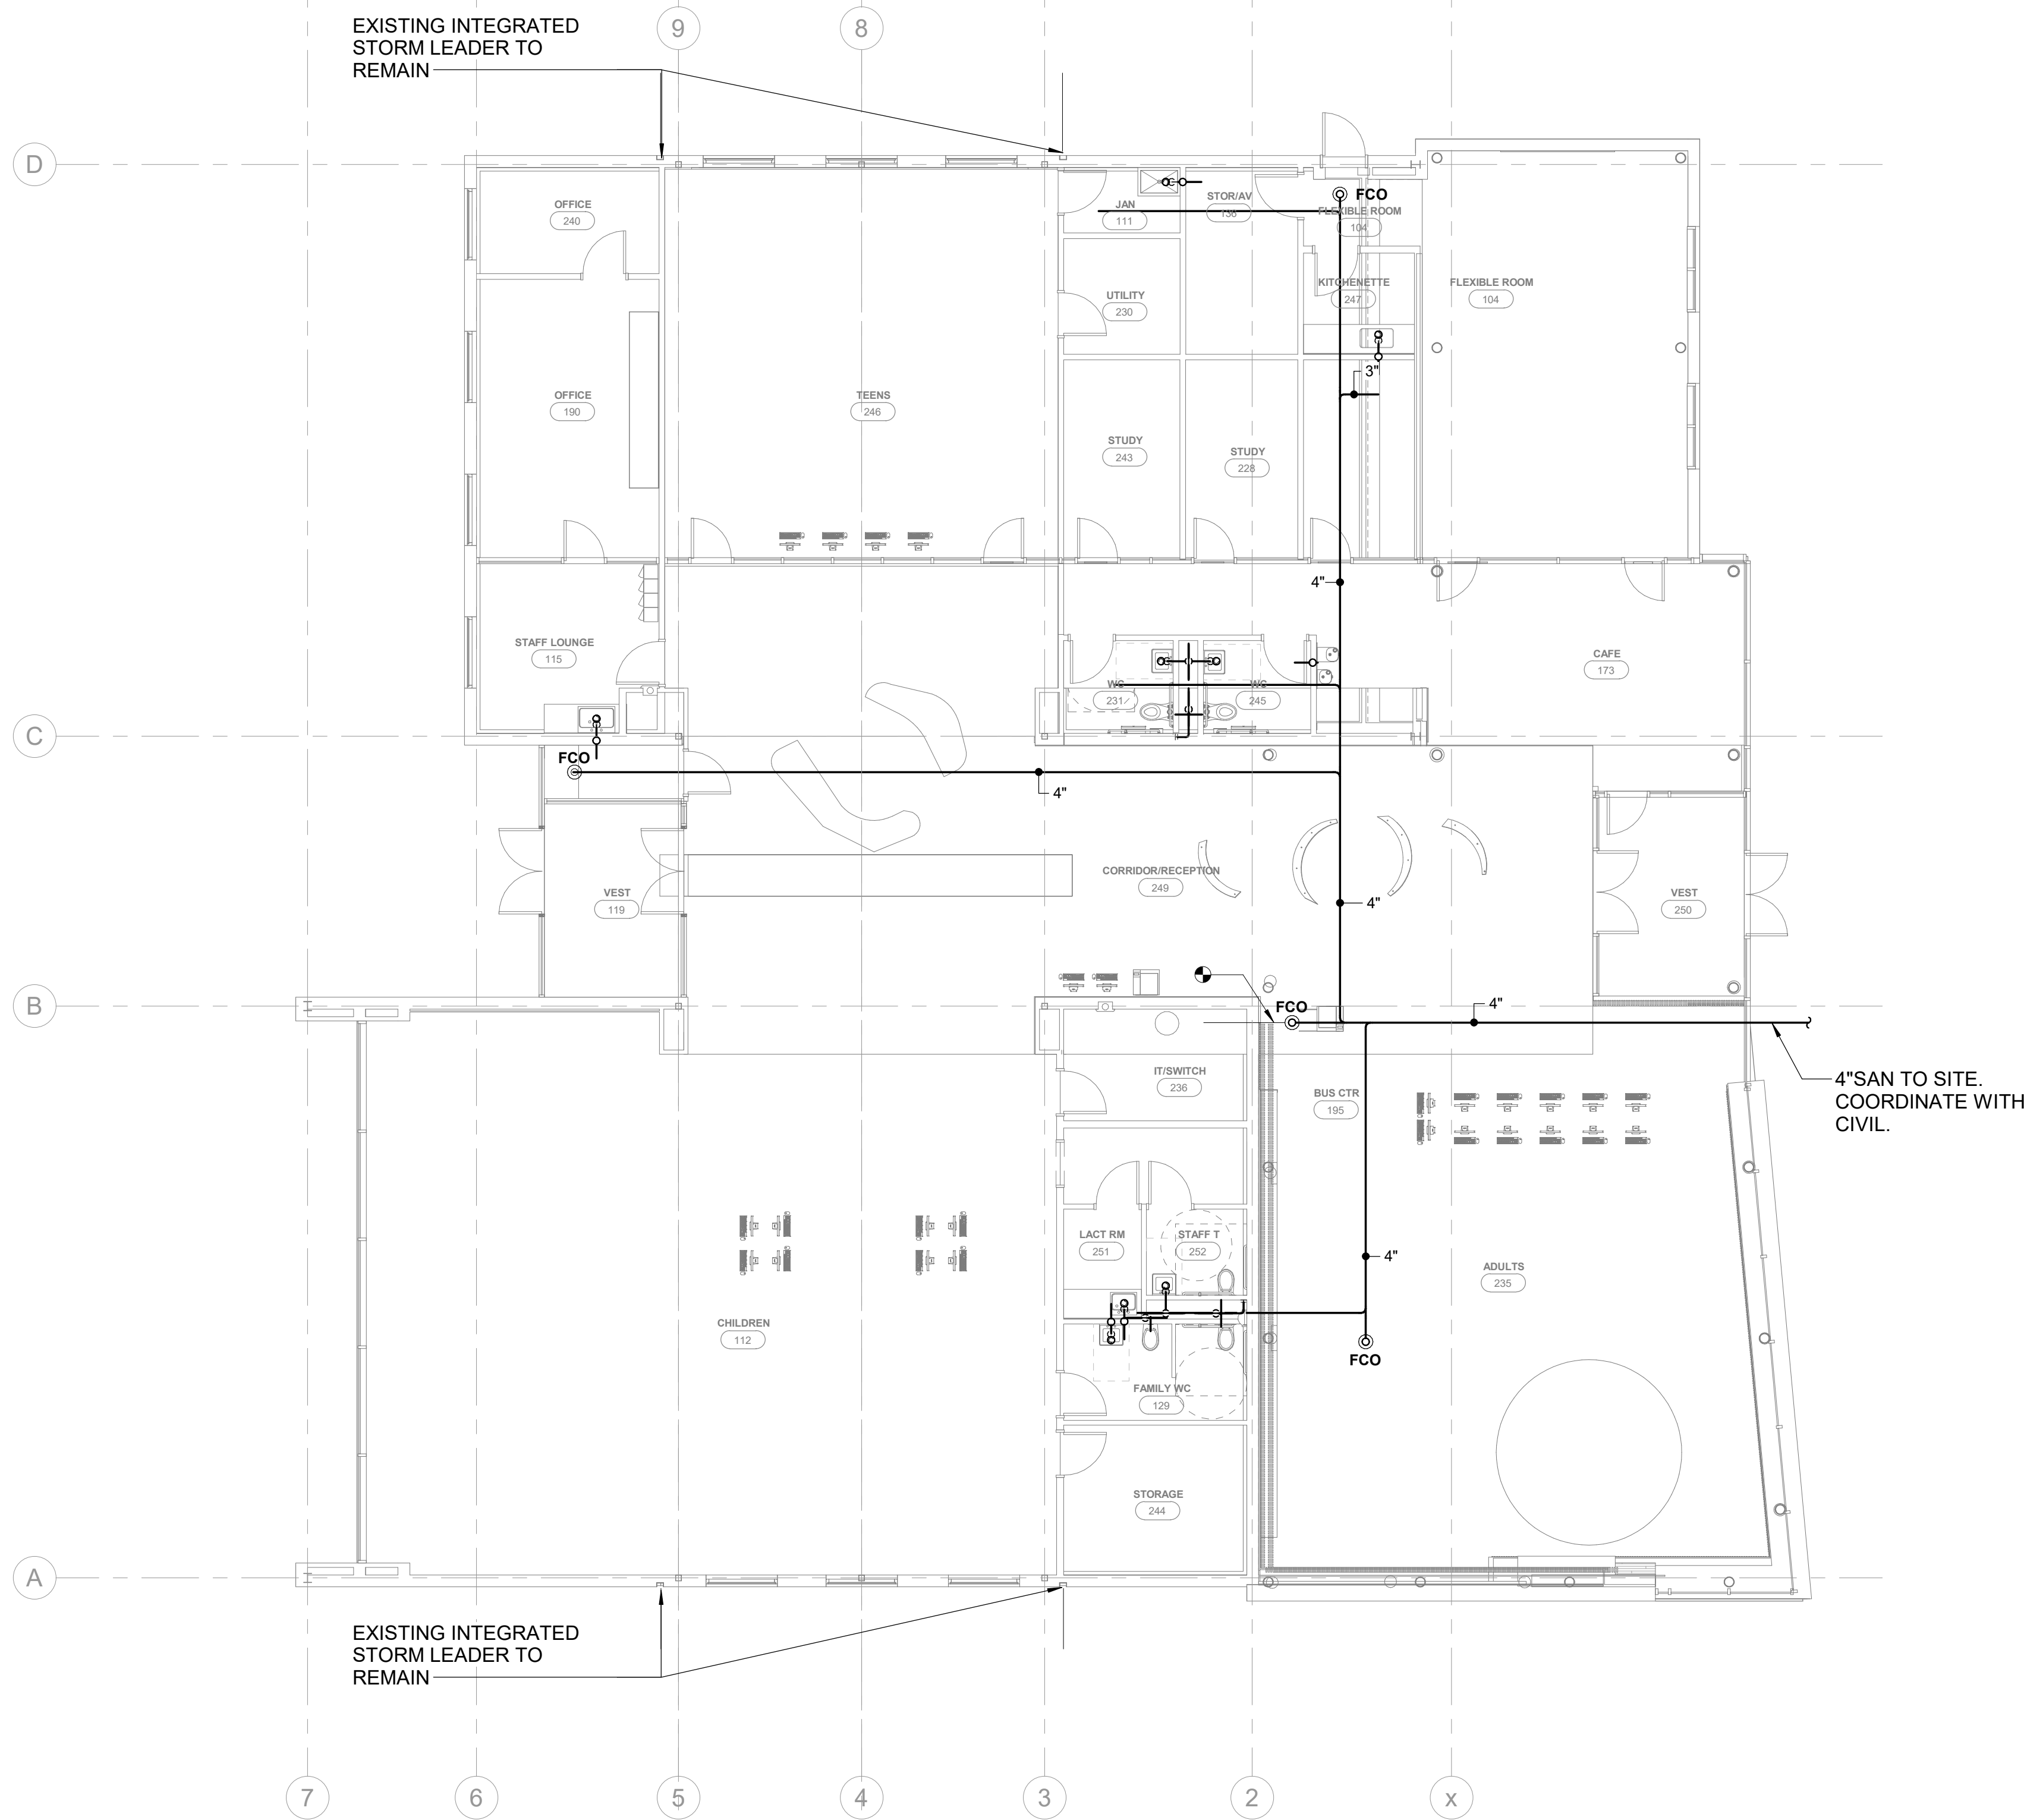 EXISTING INTEGRATED
STORM LEADER TO
REMAIN
9
8
D
OFFICE
240
JAN
111
STOR/AV
136
FCO
FLEXIBLE ROOM
104
UTILITY
230
KITCHENETTE
247
FLEXIBLE ROOM
104
3"
OFFICE
190
TEENS
246
STUDY
243
STUDY
228
4"
STAFF LOUNGE
115
CAFE
173
WC
231
WC
245
C
FCO
4"
CORRIDOR/RECEPTION
249
VEST
119
4"
VEST
250
B
FCO
4"
IT/SWITCH
236
BUS CTR
195
4"SAN TO SITE.
COORDINATE WITH
CIVIL.
LACT RM
251
STAFF T
252
4"
ADULTS
235
CHILDREN
112
FCO
FAMILY WC
129
STORAGE
244
A
EXISTING INTEGRATED
STORM LEADER TO
REMAIN
7
6
5
4
3
2
x